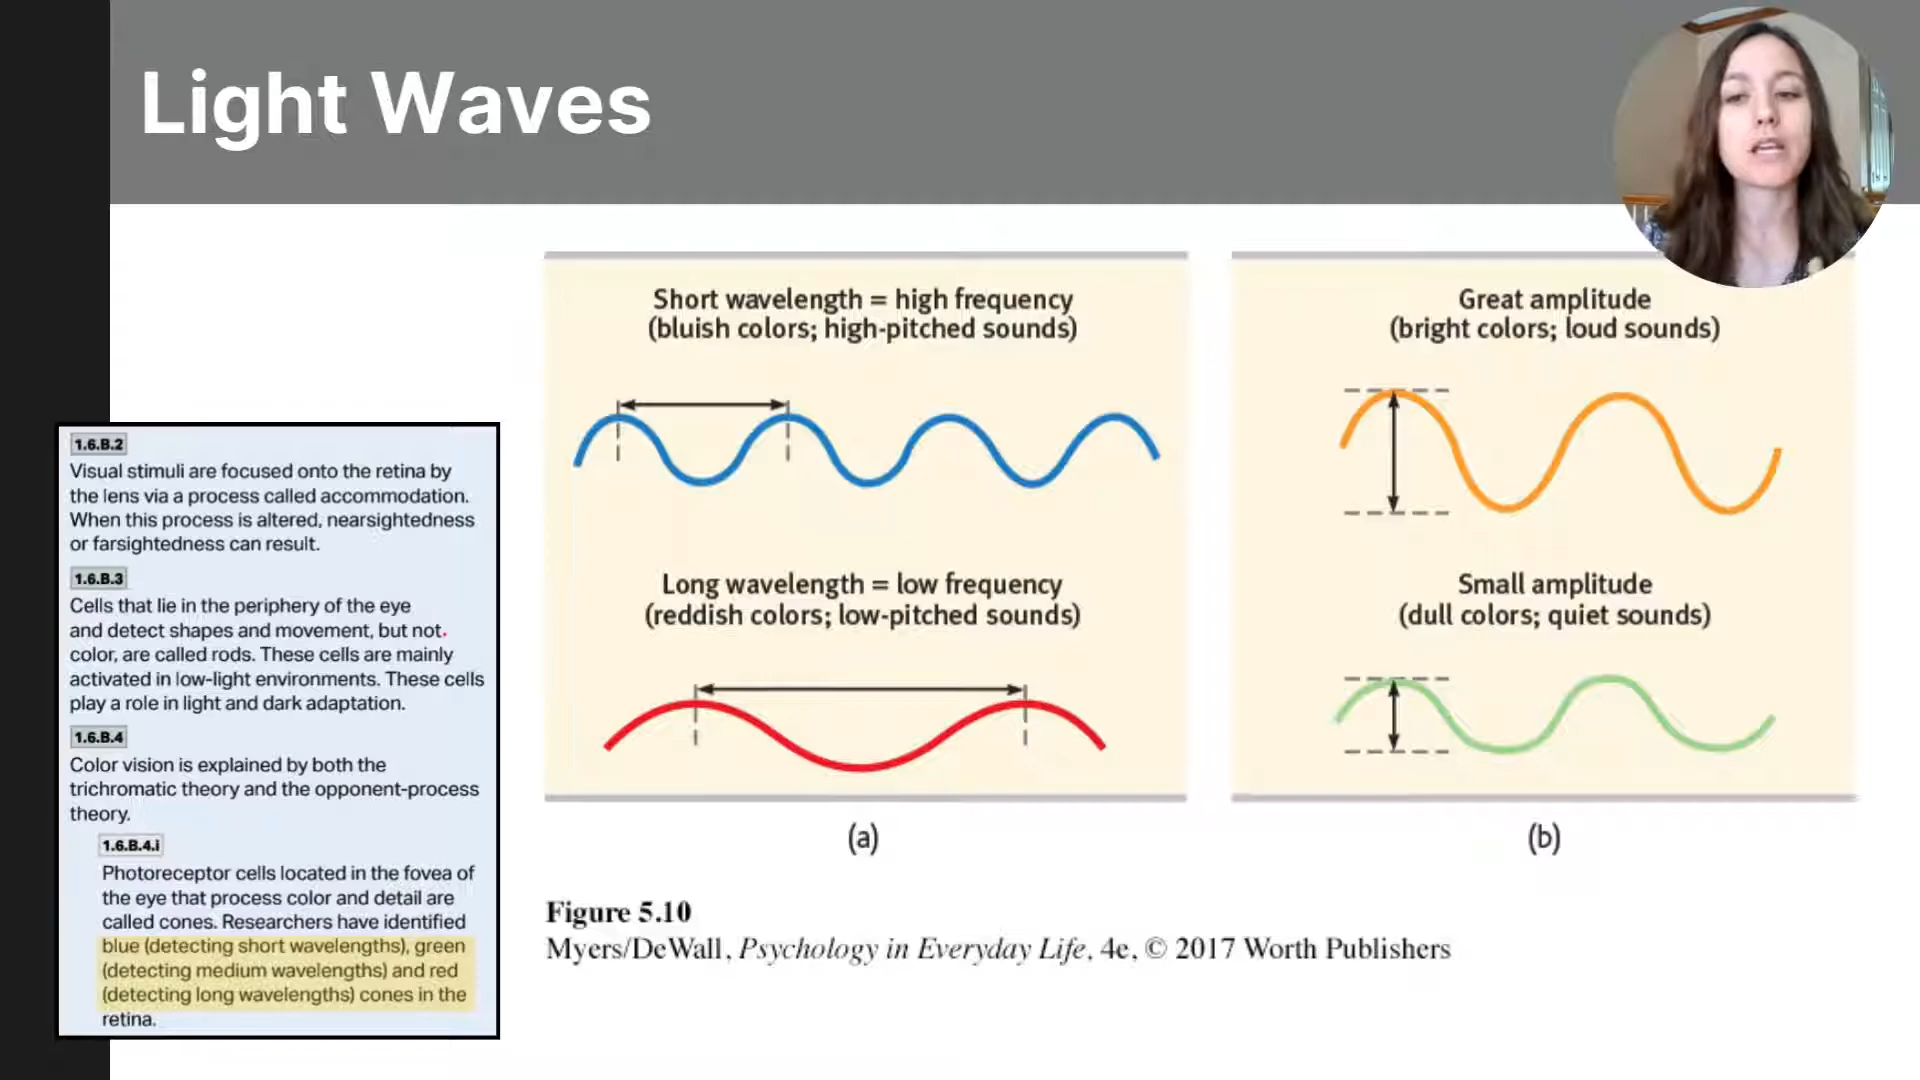 Light Waves
1.6.B.2
Visual stimuli are focused onto the retina by
the lens via a process called accommodation.
When this process is altered, nearsightedness
or farsightedness can result.
1.6.B.3
Cells that lie in the periphery of the eye
and detect shapes and movement, but not
color, are called rods. These cells are mainly
activated in low-light environments. These cells
play a role in light and dark adaptation.
1.6.B.4
Color vision is explained by both the
trichromatic theory and the opponent-process
theory.
1.6.B.4.i
Photoreceptor cells located in the fovea of
the eye that process color and detail are
called cones. Researchers have identified
blue (detecting short wavelengths), green
(detecting medium wavelengths) and red
(detecting long wavelengths) cones in the
retina.
Short wavelength = high frequency
(bluish colors; high-pitched sounds)
Long wavelength = low frequency
(reddish colors; low-pitched sounds)
(a)
Great amplitude
(bright colors; loud sounds)
Small amplitude
(dull colors; quiet sounds)
(b)
Figure 5.10
Myers/DeWall, Psychology in Everyday Life, 4e, © 2017 Worth Publishers